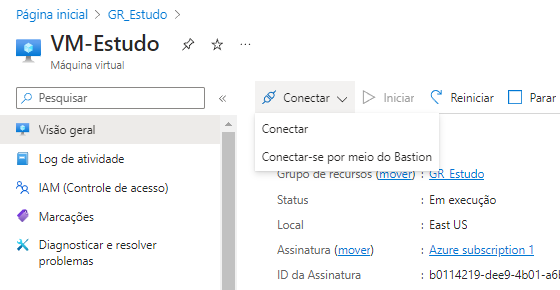 Página inicial > GR_Estudo >
VM-Estudo
Máquina virtual
Pesquisar
Visão geral
Log de atividade
IAM (Controle de acesso)
Marcações
Diagnosticar e resolver
problemas
Conectar
Iniciar
Reiniciar
Parar
Conectar
Conectar-se por meio do Bastion
Grupo de recursos (mover) : GR_Estudo
Status : Em execução
Local : East US
Assinatura (mover) : Azure subscription 1
ID da Assinatura : b0114219-dee9-4b01-a6